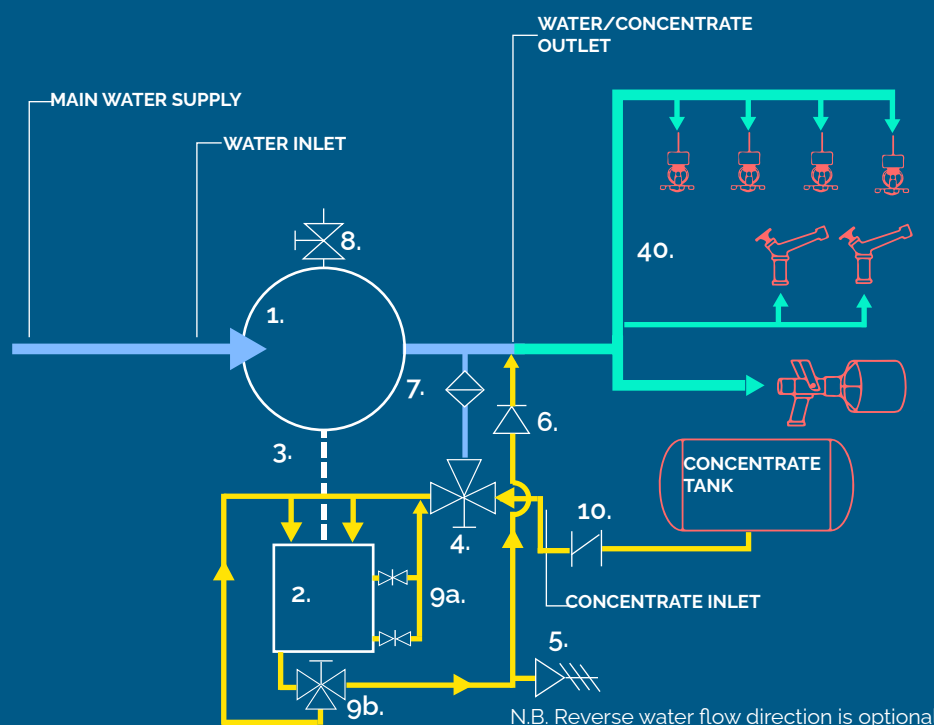 WATER/CONCENTRATE
OUTLET
MAIN WATER SUPPLY
WATER INLET
8.
1.
40.
7.
6.
3.
CONCENTRATE
TANK
10.
4.
2.
9a.
CONCENTRATE INLET
5.
9b.
N.B. Reverse water flow direction is optional